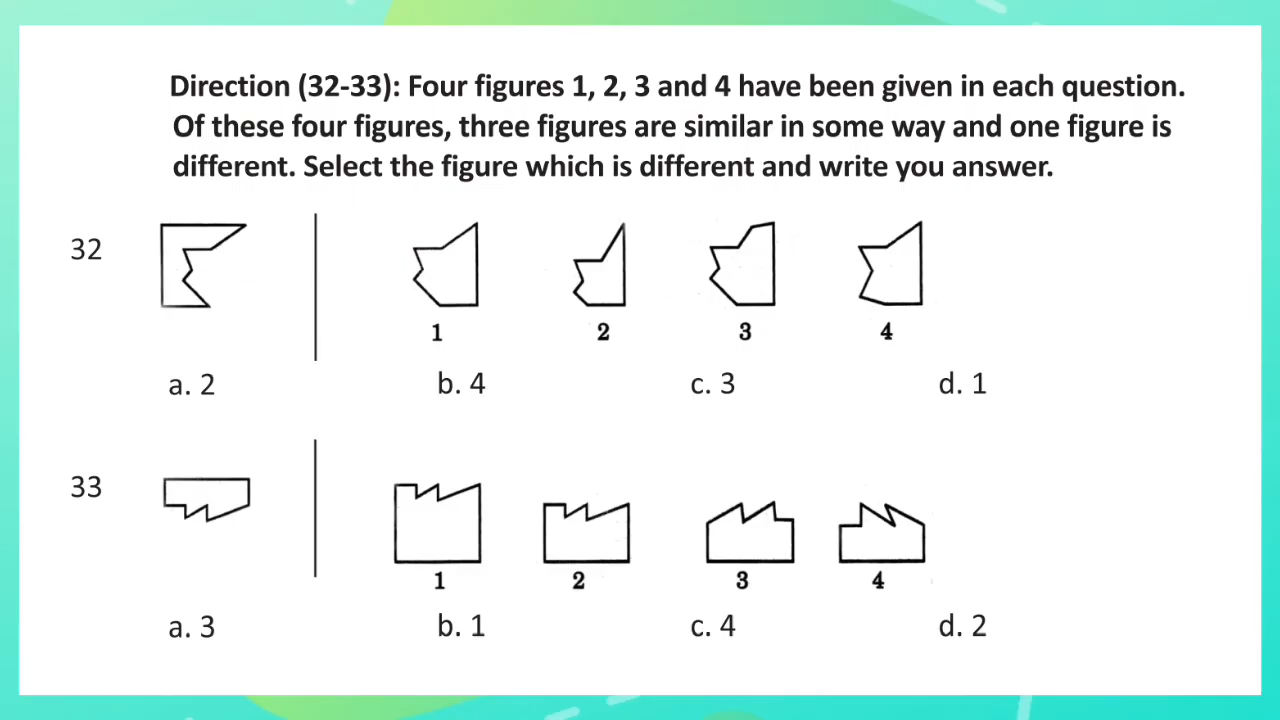 Direction (32-33): Four figures 1, 2, 3 and 4 have been given in each question.
Of these four figures, three figures are similar in some way and one figure is
different. Select the figure which is different and write you answer.
32
1 2 3 4
a. 2 b. 4 c. 3 d. 1
33
1 2 3 4
a. 3 b. 1 c. 4 d. 2